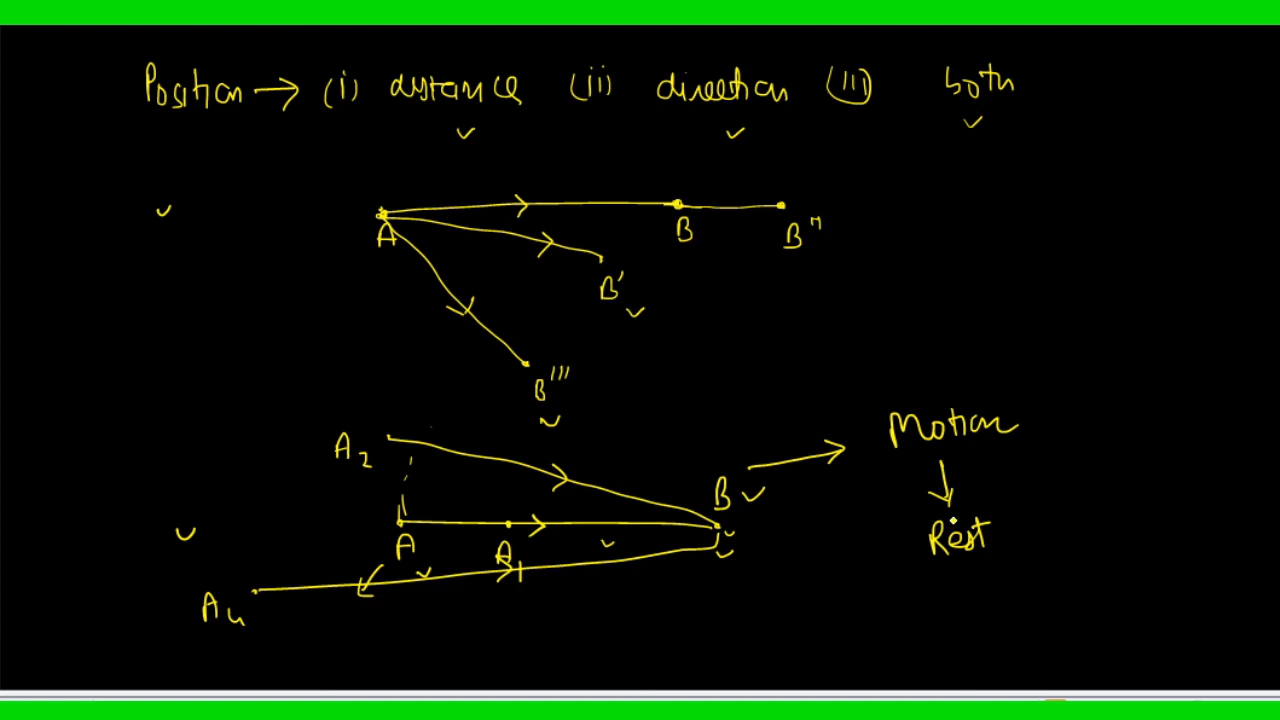 Position → (i) distance (ii) direction (iii) both
A B B"
B'
B'''
A2 Motion
B
A A1 Rest
A4